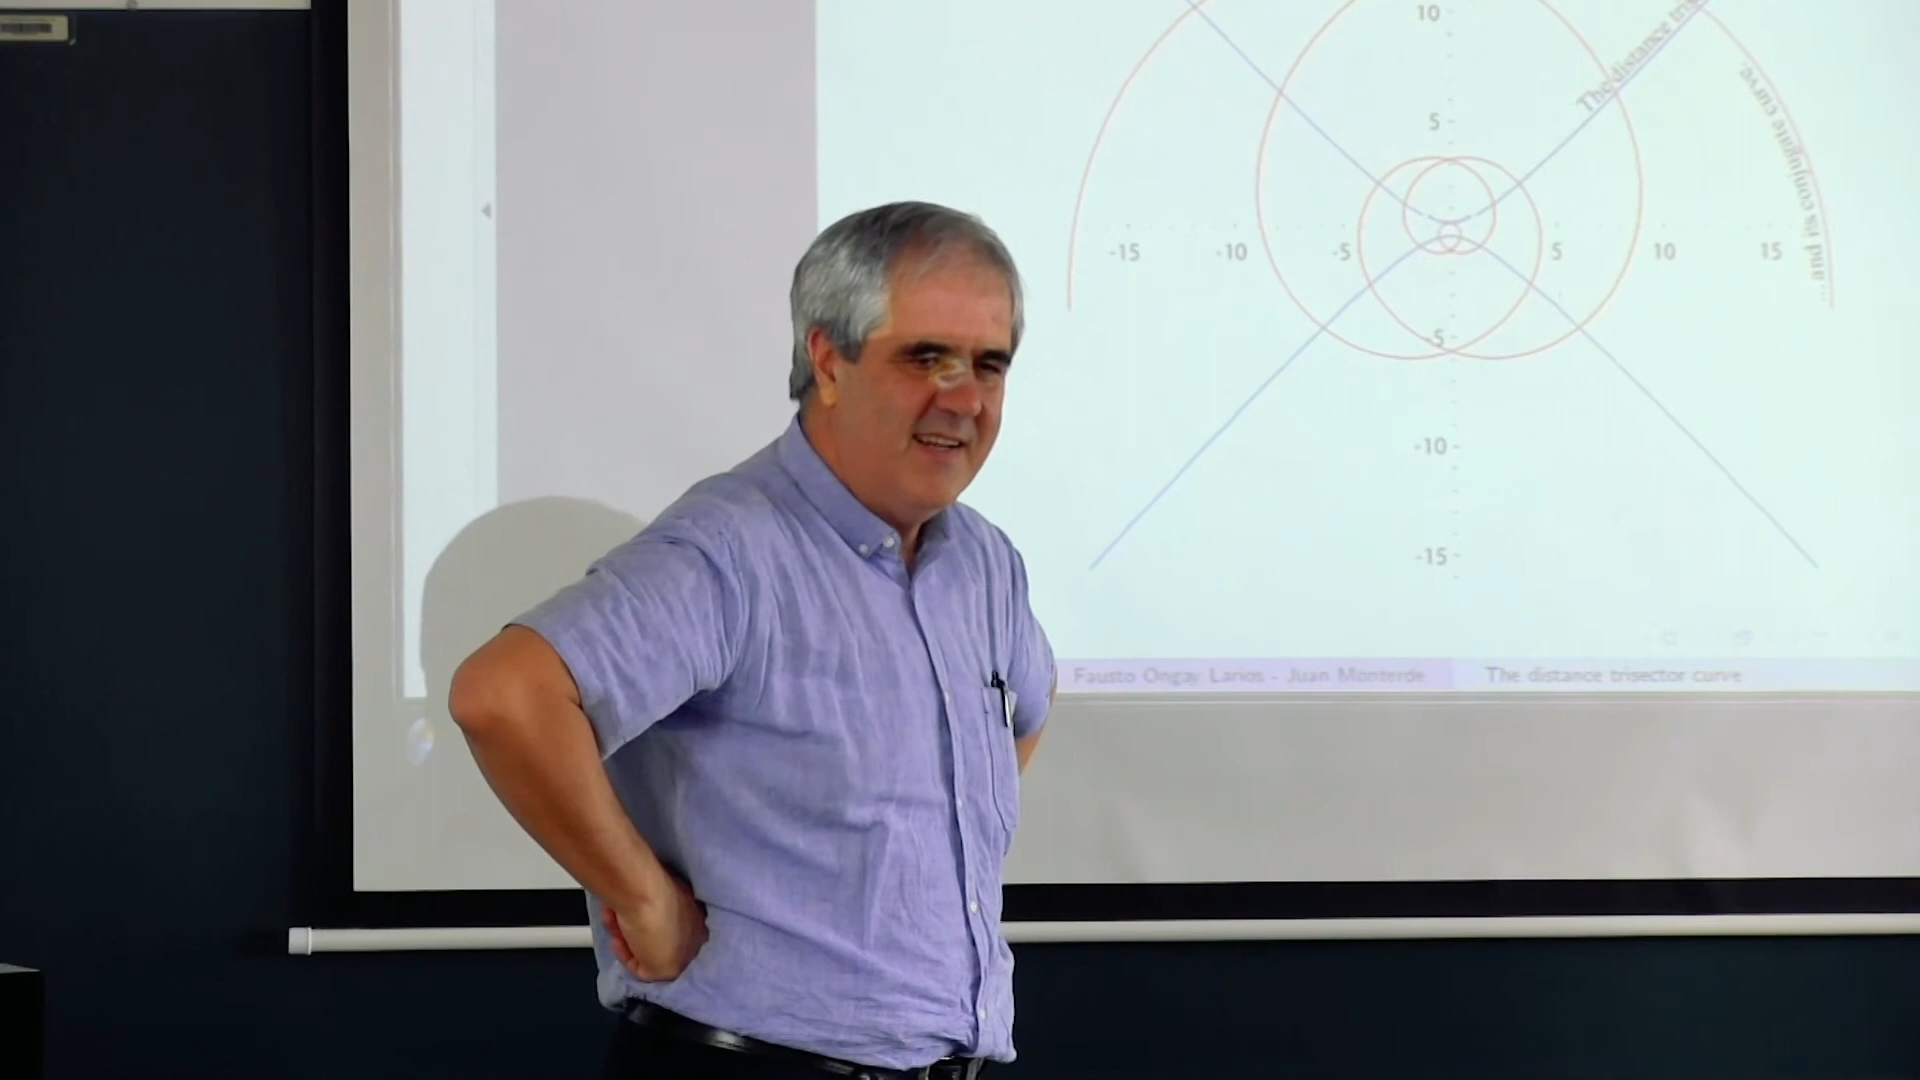 10
The distance
5
...and its conjugate curve.
-15 -10 -5 5 10 15
-5
-10
-15
Fausto Ongay Larios - Juan Monterde The distance trisector curve